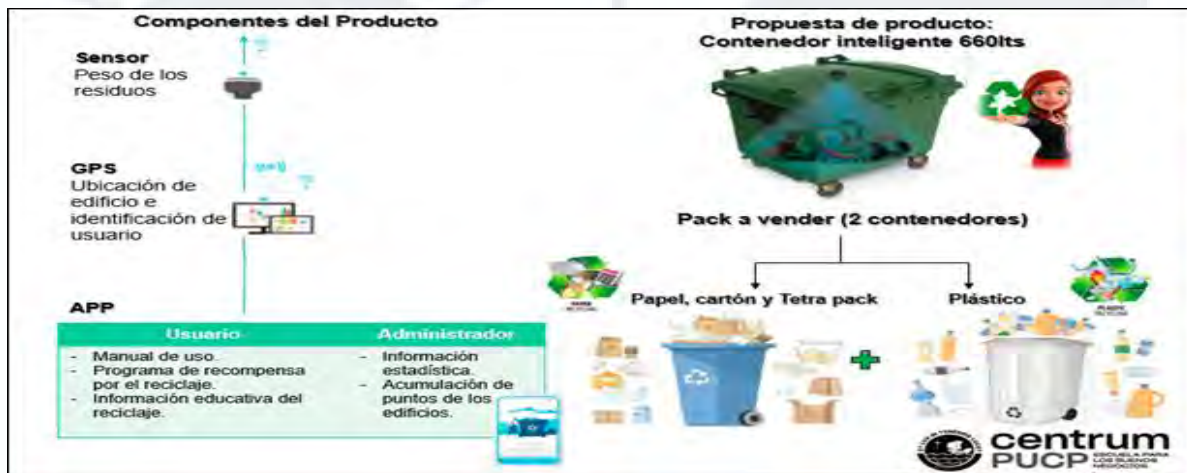 Componentes del Producto
Sensor
Peso de los
residuos
GPS
Ubicación de
edificio e
identificación de
usuario
APP
Usuario
- Manual de uso.
- Programa de recompensa
por el reciclaje.
- Información educativa del
reciclaje.
Administrador
- Información
estadística.
- Acumulación de
puntos de los
edificios.
Propuesta de producto:
Contenedor inteligente 660lts
Pack a vender (2 contenedores)
Papel, cartón y Tetra pack
Plástico
centrum
PUCP
ESCUELA PARA
LOS BUENOS
NEGOCIOS